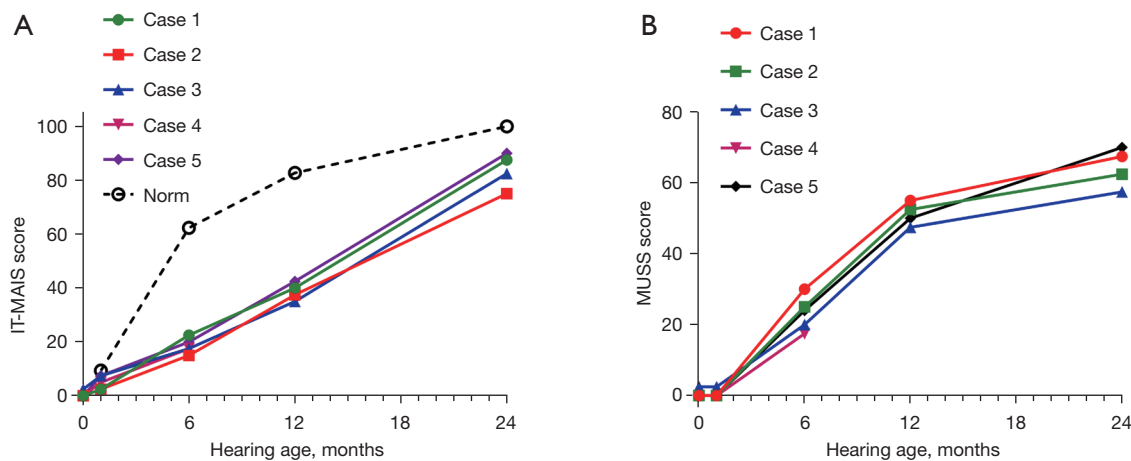 A
Case 1
Case 2
Case 3
Case 4
Case 5
Norm
100
80
60
40
20
0
IT-MAIS score
0 6 12 18 24
Hearing age, months
B
Case 1
Case 2
Case 3
Case 4
Case 5
80
60
40
20
0
MUSS score
0 6 12 18 24
Hearing age, months